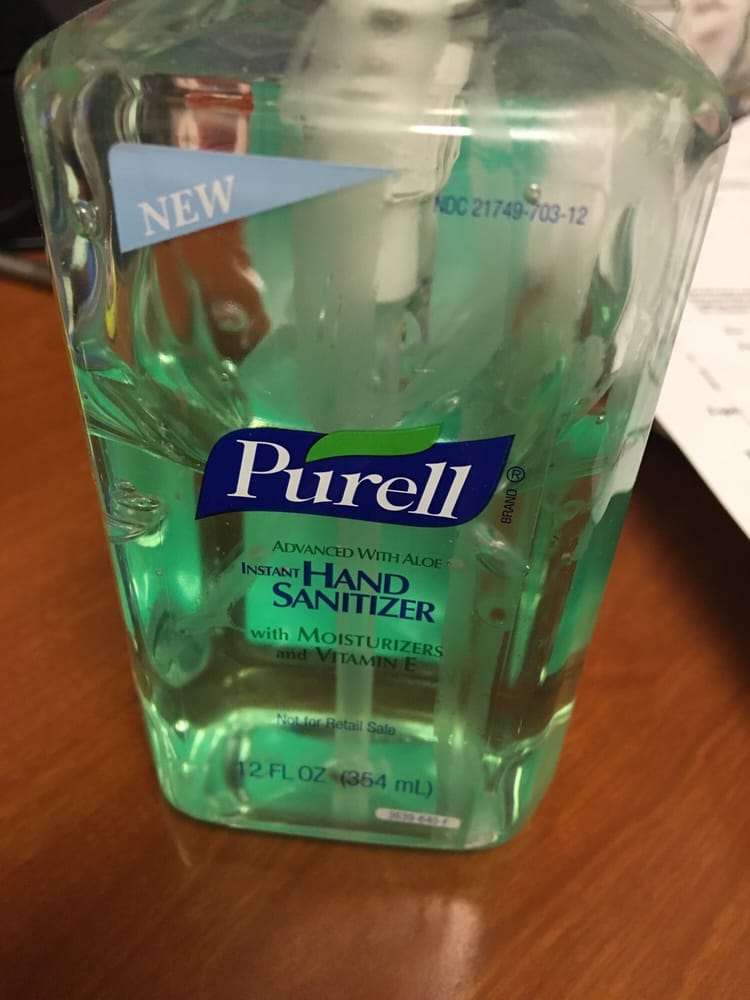 NEW
NDC 21749-703-12
Purell®
BRAND
ADVANCED WITH ALOE
INSTANT HAND
SANITIZER
with MOISTURIZERS
and VITAMIN E
Not for Retail Sale
12 FL OZ (354 mL)